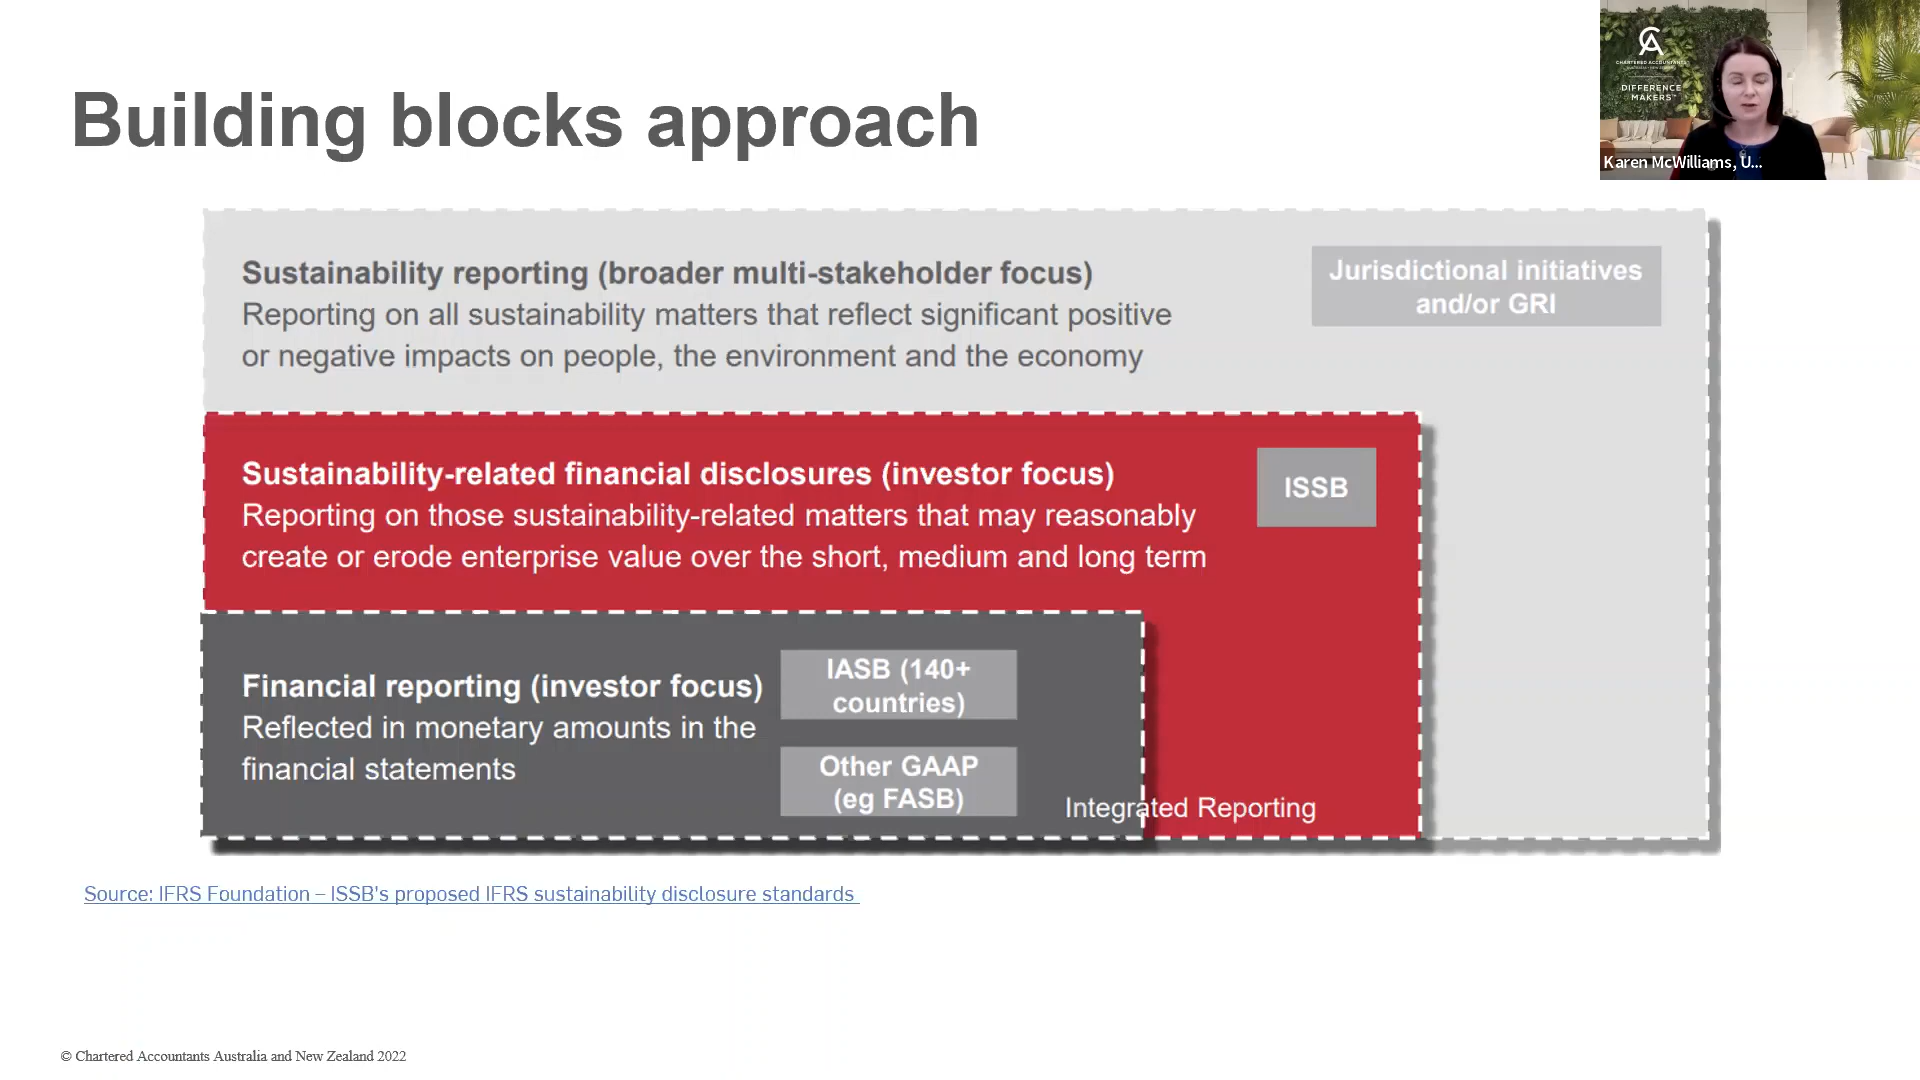 Building blocks approach
CHARTERED ACCOUNTANTS
DIFFERENCE
MAKERS™
Karen McWilliams, U...
Sustainability reporting (broader multi-stakeholder focus)
Reporting on all sustainability matters that reflect significant positive
or negative impacts on people, the environment and the economy
Jurisdictional initiatives
and/or GRI
Sustainability-related financial disclosures (investor focus)
Reporting on those sustainability-related matters that may reasonably
create or erode enterprise value over the short, medium and long term
ISSB
Financial reporting (investor focus)
Reflected in monetary amounts in the
financial statements
IASB (140+
countries)
Other GAAP
(eg FASB)
Integrated Reporting
Source: IFRS Foundation – ISSB's proposed IFRS sustainability disclosure standards
© Chartered Accountants Australia and New Zealand 2022